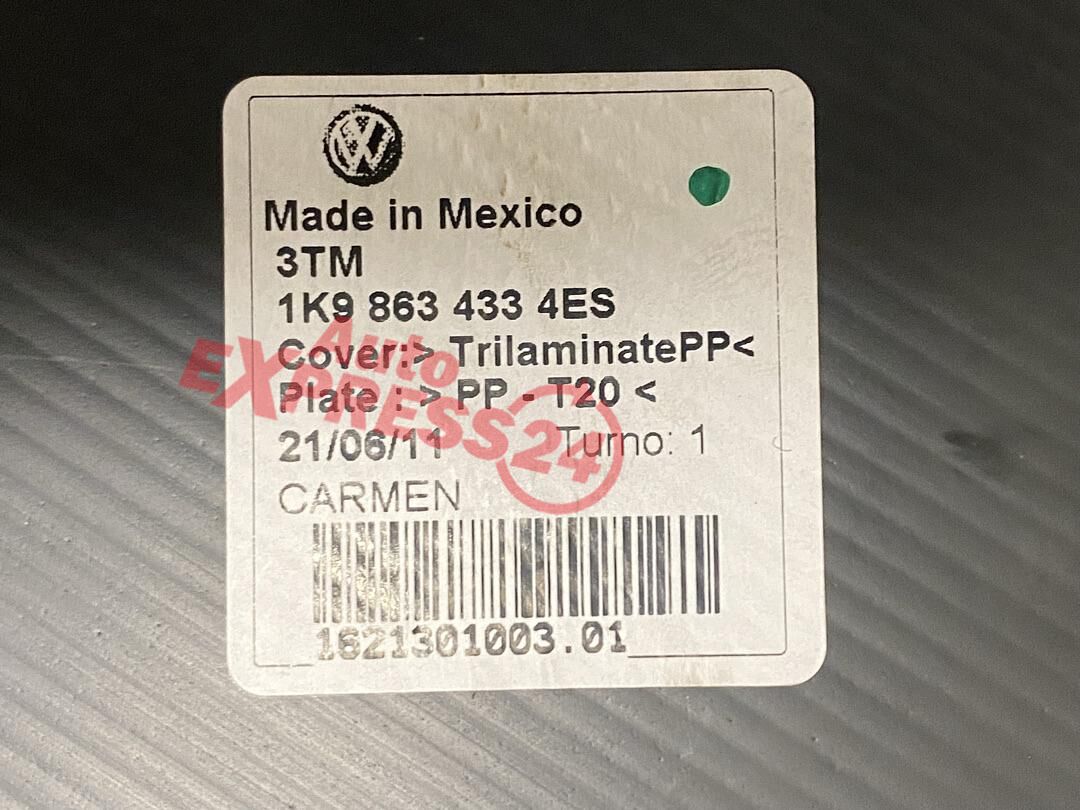 Made in Mexico
3TM
1K9 863 433 4ES
Cover:> TrilaminatePP<
Plate : > PP - T20 <
21/06/11 Turno: 1
CARMEN
1621301003.01
Auto
EXPRESS24